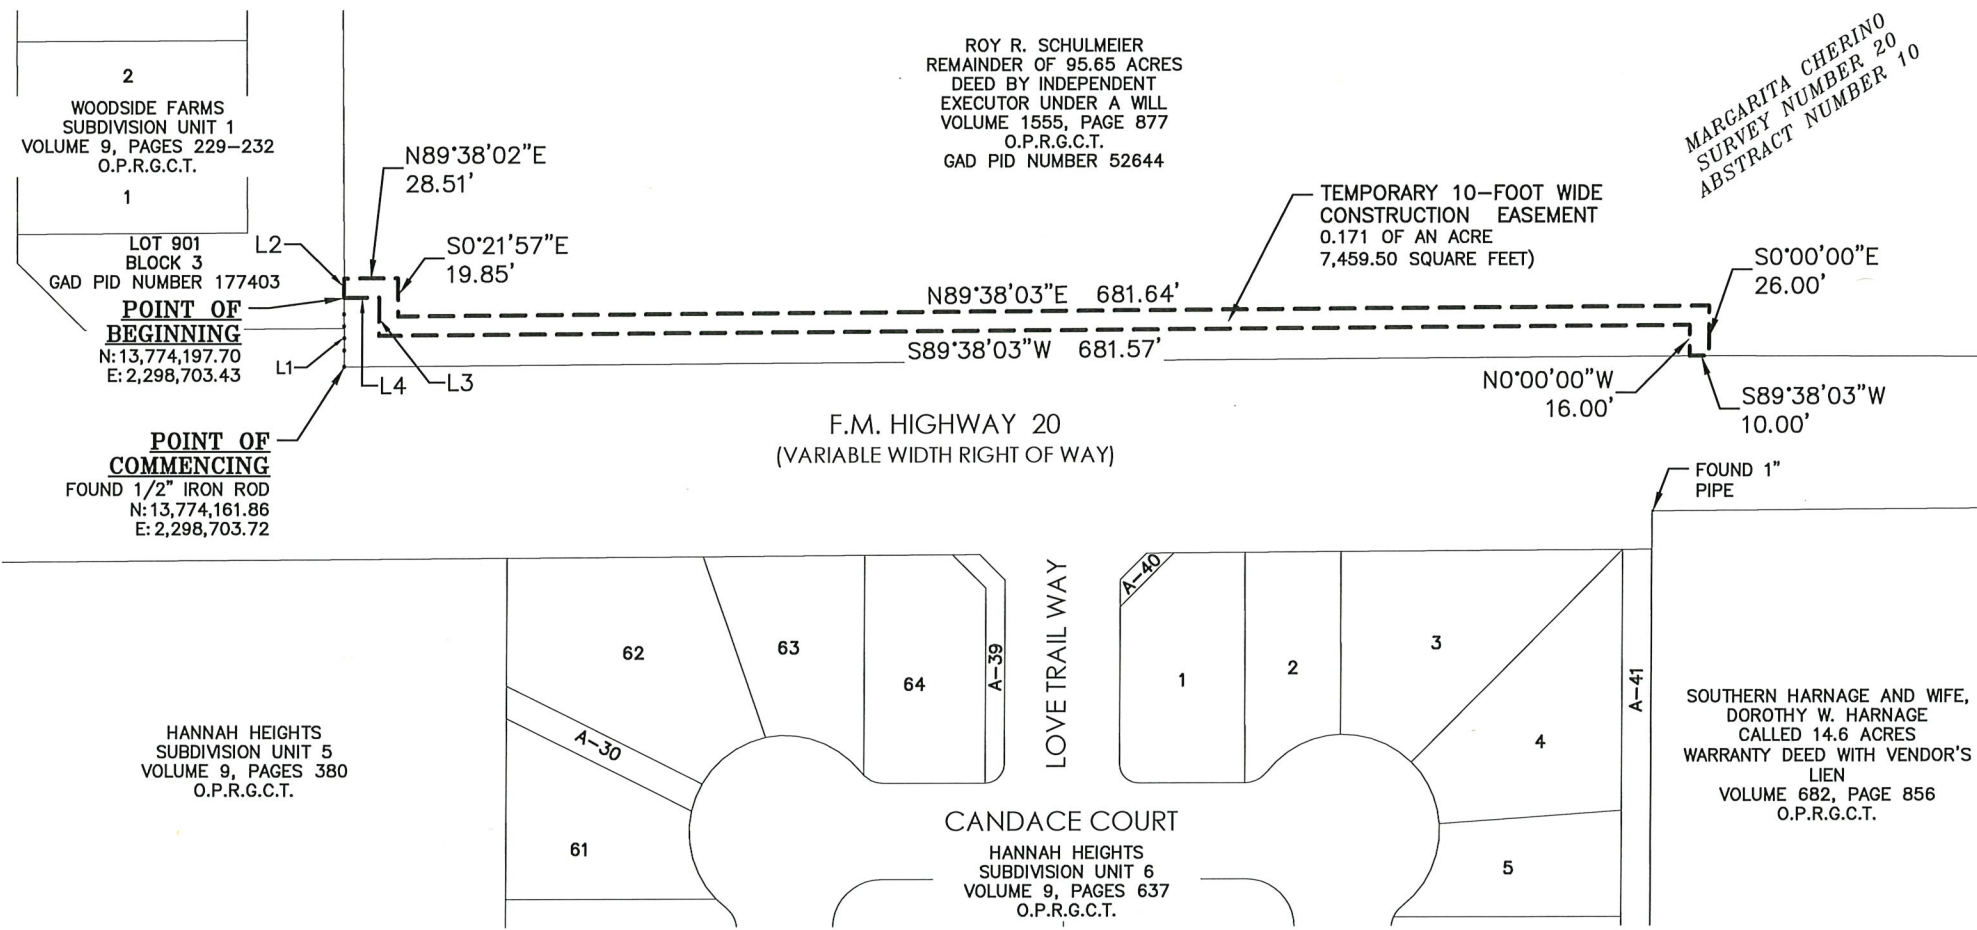 ROY R. SCHULMEIER
REMAINDER OF 95.65 ACRES
DEED BY INDEPENDENT
EXECUTOR UNDER A WILL
VOLUME 1555, PAGE 877
O.P.R.G.C.T.
GAD PID NUMBER 52644
MARGARITA CHERINO
SURVEY NUMBER 20
ABSTRACT NUMBER 10
2
WOODSIDE FARMS
SUBDIVISION UNIT 1
VOLUME 9, PAGES 229-232
O.P.R.G.C.T.
1
LOT 901
BLOCK 3
GAD PID NUMBER 177403
L2
N89°38'02"E
28.51'
S0°21'57"E
19.85'
TEMPORARY 10-FOOT WIDE
CONSTRUCTION EASEMENT
0.171 OF AN ACRE
7,459.50 SQUARE FEET)
S0°00'00"E
26.00'
POINT OF
BEGINNING
N: 13,774,197.70
E: 2,298,703.43
L1
L4
L3
N89°38'03"E 681.64'
S89°38'03"W 681.57'
N0°00'00"W
16.00'
S89°38'03"W
10.00'
POINT OF
COMMENCING
FOUND 1/2" IRON ROD
N: 13,774,161.86
E: 2,298,703.72
F.M. HIGHWAY 20
(VARIABLE WIDTH RIGHT OF WAY)
FOUND 1"
PIPE
62
63
64
A-39
LOVE TRAIL WAY
A-40
1
2
3
4
5
A-41
A-30
61
HANNAH HEIGHTS
SUBDIVISION UNIT 5
VOLUME 9, PAGES 380
O.P.R.G.C.T.
CANDACE COURT
HANNAH HEIGHTS
SUBDIVISION UNIT 6
VOLUME 9, PAGES 637
O.P.R.G.C.T.
SOUTHERN HARNAGE AND WIFE,
DOROTHY W. HARNAGE
CALLED 14.6 ACRES
WARRANTY DEED WITH VENDOR'S
LIEN
VOLUME 682, PAGE 856
O.P.R.G.C.T.